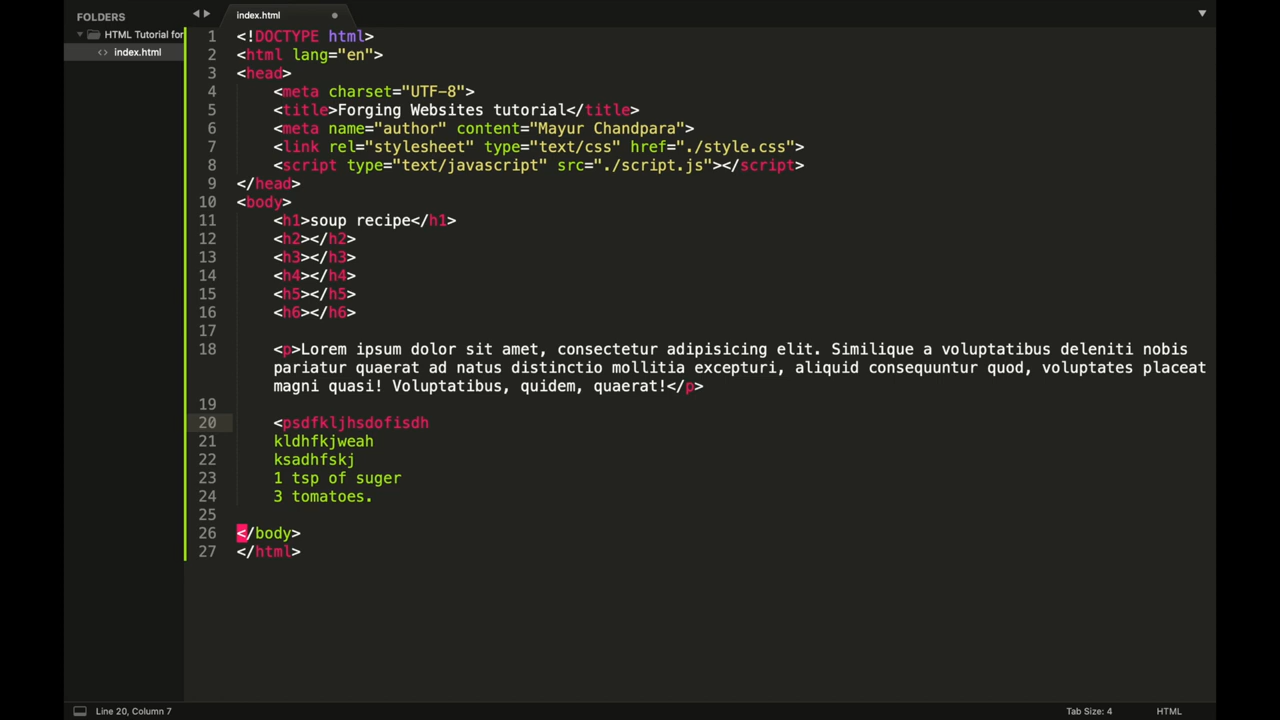 FOLDERS
HTML Tutorial for
index.html
index.html
1 <!DOCTYPE html>
2 <html lang="en">
3 <head>
4 <meta charset="UTF-8">
5 <title>Forging Websites tutorial</title>
6 <meta name="author" content="Mayur Chandpara">
7 <link rel="stylesheet" type="text/css" href="./style.css">
8 <script type="text/javascript" src="./script.js"></script>
9 </head>
10 <body>
11 <h1>soup recipe</h1>
12 <h2></h2>
13 <h3></h3>
14 <h4></h4>
15 <h5></h5>
16 <h6></h6>
17
18 <p>Lorem ipsum dolor sit amet, consectetur adipisicing elit. Similique a voluptatibus deleniti nobis
pariatur quaerat ad natus distinctio mollitia excepturi, aliquid consequuntur quod, voluptates placeat
magni quasi! Voluptatibus, quidem, quaerat!</p>
19
20 <psdfkljhsdofisdh
21 kldhfkjweah
22 ksadhfskj
23 1 tsp of suger
24 3 tomatoes.
25
26 </body>
27 </html>
Line 20, Column 7
Tab Size: 4
HTML